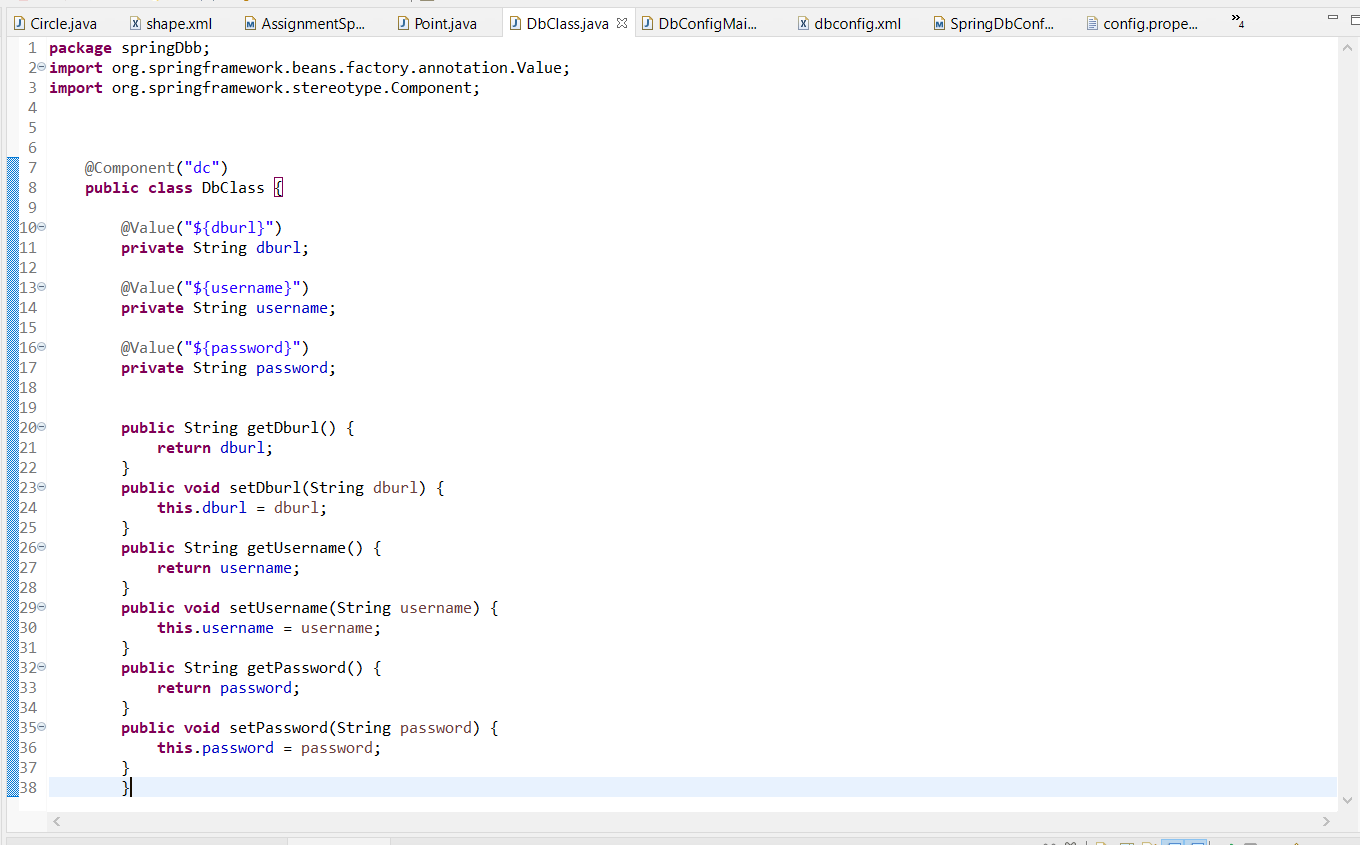 Circle.java shape.xml AssignmentSp... Point.java DbClass.java DbConfigMai... dbconfig.xml SpringDbConf... config.prope... »4
1 package springDbb;
2 import org.springframework.beans.factory.annotation.Value;
3 import org.springframework.stereotype.Component;
4
5
6
7     @Component("dc")
8     public class DbClass {
9
10         @Value("${dburl}")
11         private String dburl;
12
13         @Value("${username}")
14         private String username;
15
16         @Value("${password}")
17         private String password;
18
19
20         public String getDburl() {
21             return dburl;
22         }
23         public void setDburl(String dburl) {
24             this.dburl = dburl;
25         }
26         public String getUsername() {
27             return username;
28         }
29         public void setUsername(String username) {
30             this.username = username;
31         }
32         public String getPassword() {
33             return password;
34         }
35         public void setPassword(String password) {
36             this.password = password;
37         }
38         }